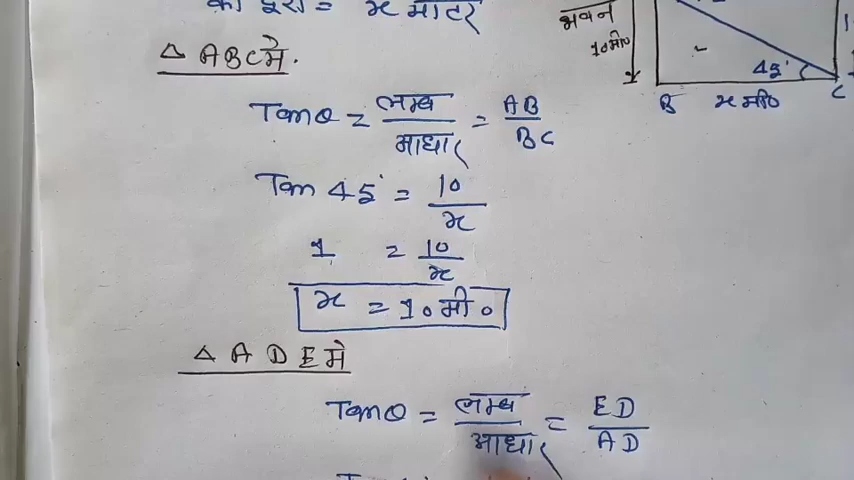 की दूरी = x मीटर
भवन
10मी०
45°
B x मी० C
△ ABC मे.
Tanθ = लम्ब / आधार = AB / BC
Tan 45° = 10 / x
1 = 10 / x
x = 10 मी०
△ ADE मे
Tanθ = लम्ब / आधार = ED / AD